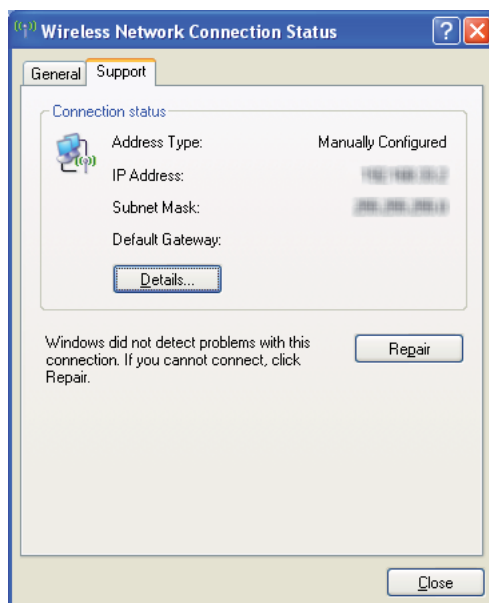 Wireless Network Connection Status
General
Support
Connection status
Address Type:
Manually Configured
IP Address:
Subnet Mask:
Default Gateway:
Details...
Windows did not detect problems with this
connection. If you cannot connect, click
Repair.
Repair
Close